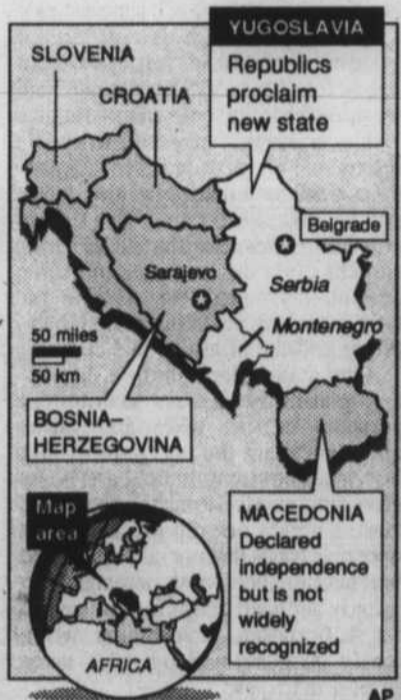 YUGOSLAVIA
Republics
proclaim
new state
SLOVENIA
CROATIA
Belgrade
Sarajevo
Serbia
Montenegro
50 miles
50 km
BOSNIA–
HERZEGOVINA
Map
area
AFRICA
MACEDONIA
Declared
independence
but is not
widely
recognized
AP